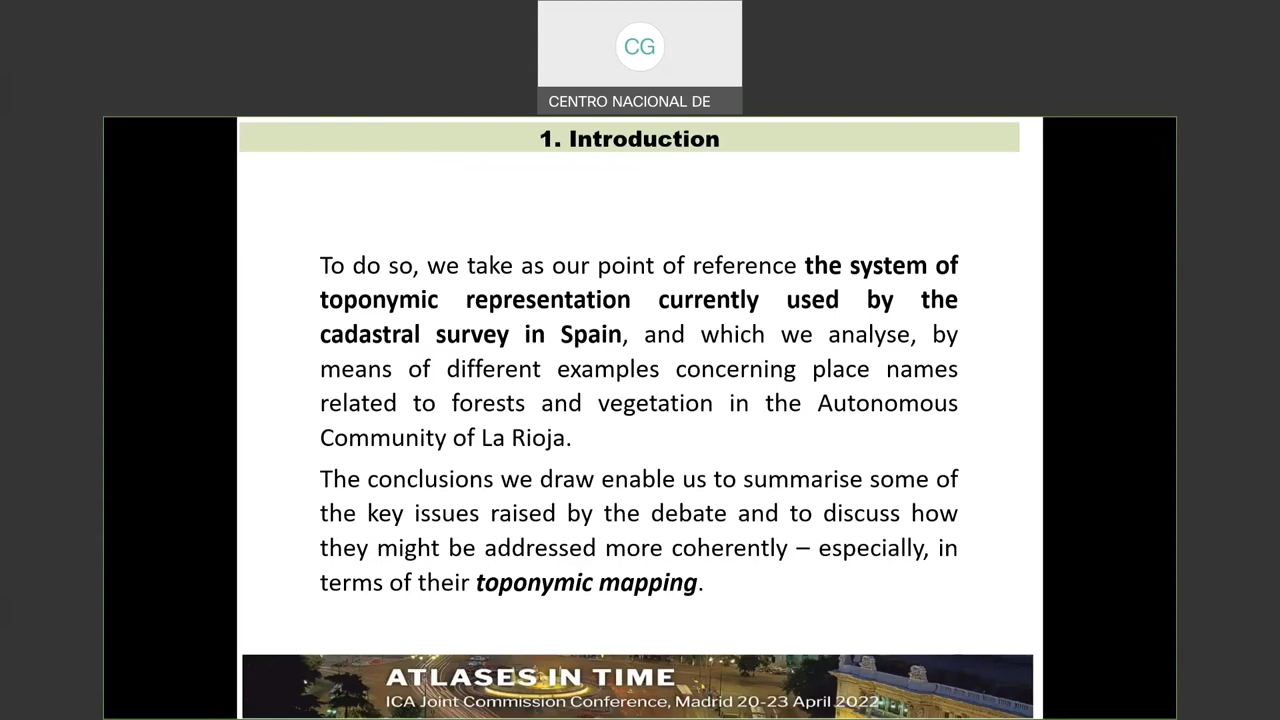 CG
CENTRO NACIONAL DE
1. Introduction
To do so, we take as our point of reference the system of
toponymic representation currently used by the
cadastral survey in Spain, and which we analyse, by
means of different examples concerning place names
related to forests and vegetation in the Autonomous
Community of La Rioja.
The conclusions we draw enable us to summarise some of
the key issues raised by the debate and to discuss how
they might be addressed more coherently – especially, in
terms of their toponymic mapping.
ATLASES IN TIME
ICA Joint Commission Conference, Madrid 20-23 April 2022